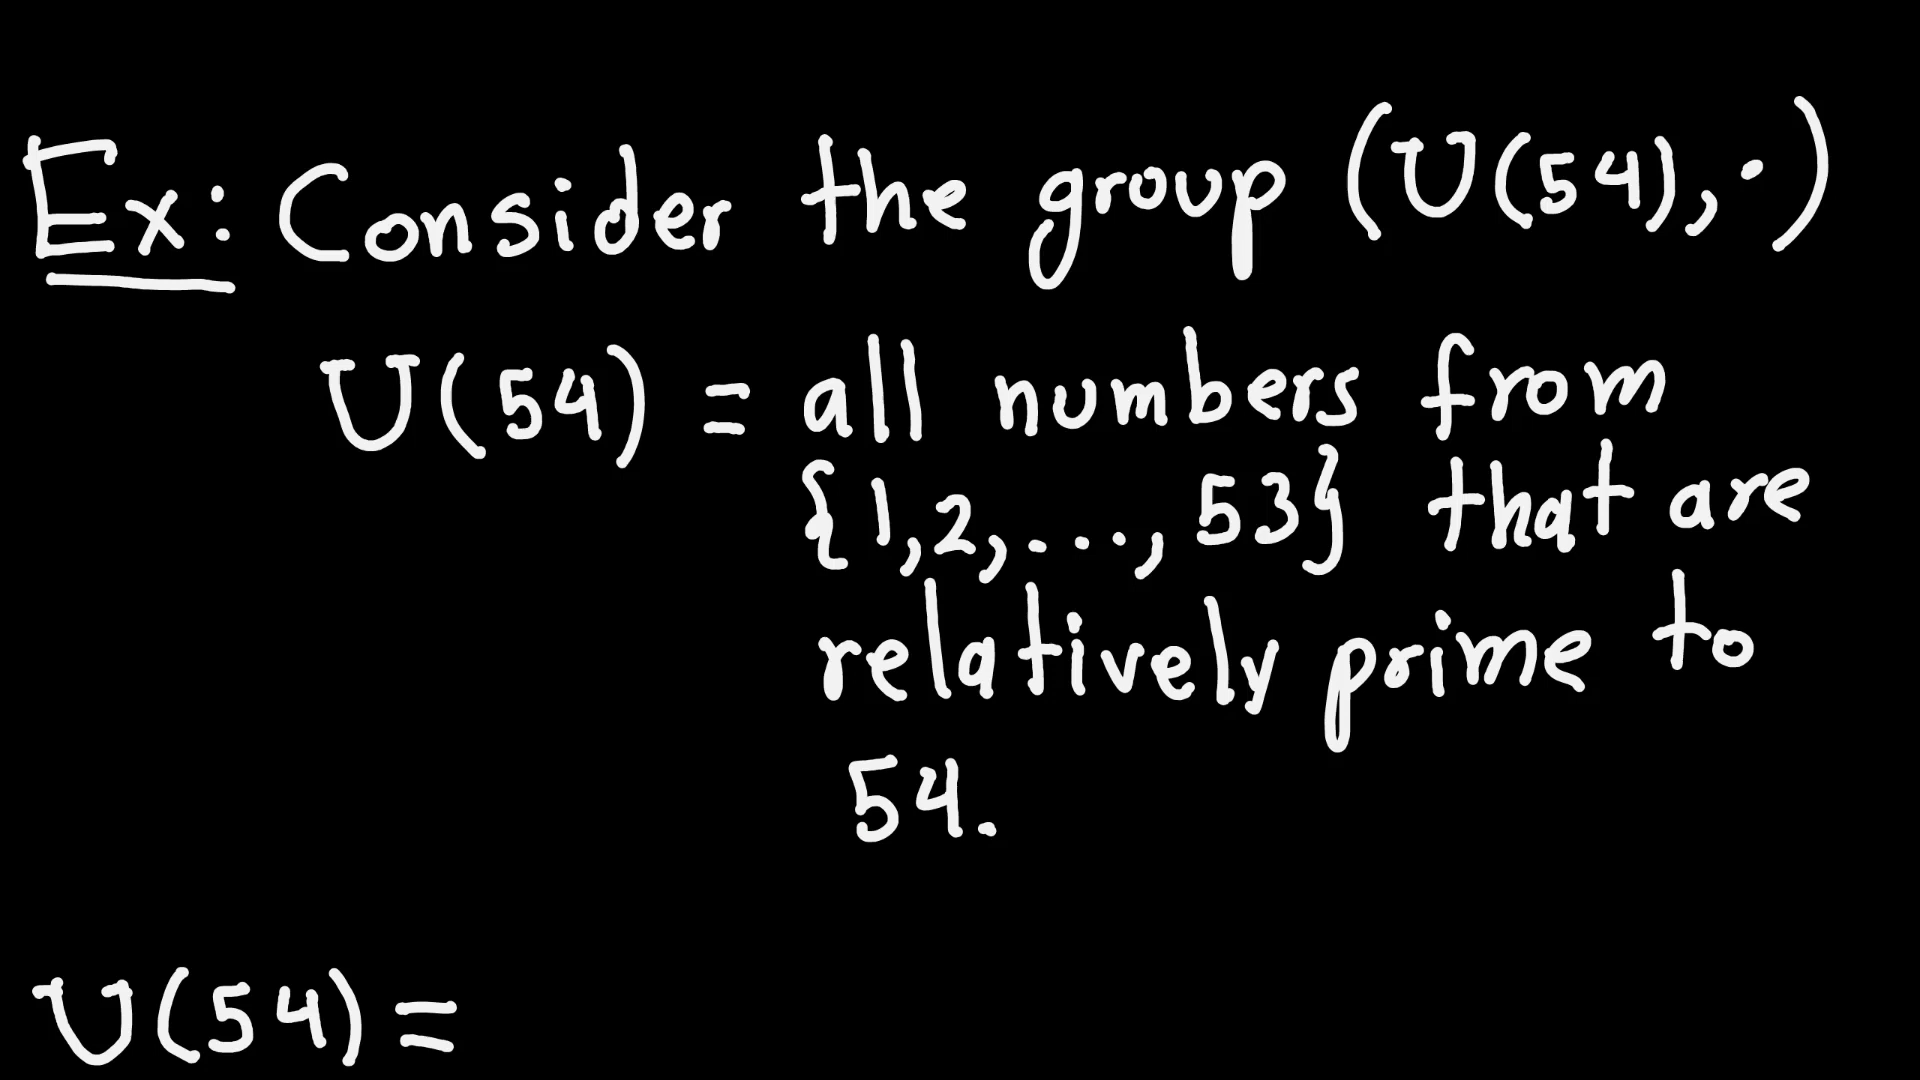 Ex: Consider the group (U(54), ·)
U(54) = all numbers from
{1,2,...,53} that are
relatively prime to
54.
U(54) =